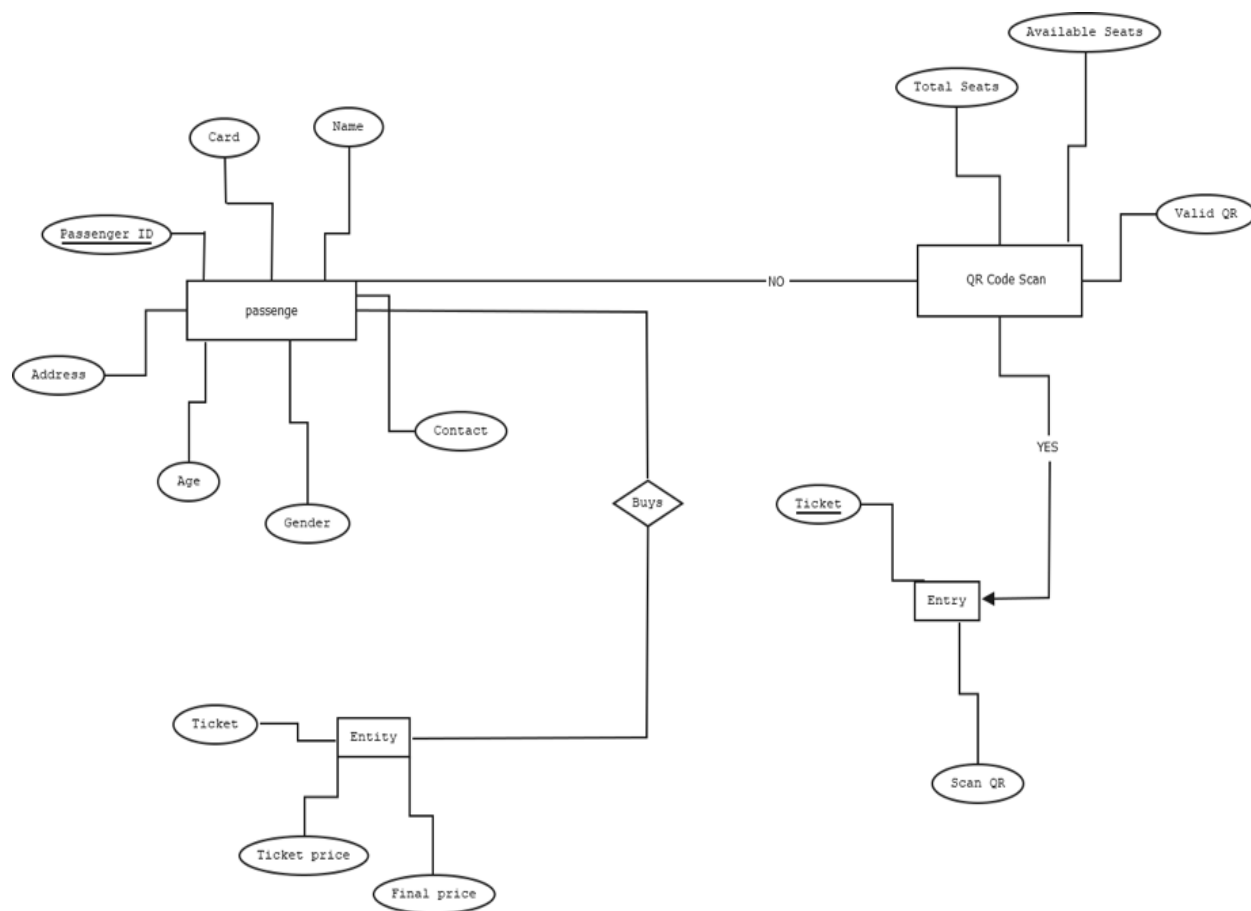 Available Seats
Total Seats
Name
Card
Valid QR
Passenger ID
NO
QR Code Scan
passenge
Address
Contact
YES
Age
Buys
Ticket
Gender
Entry
Ticket
Entity
Scan QR
Ticket price
Final price